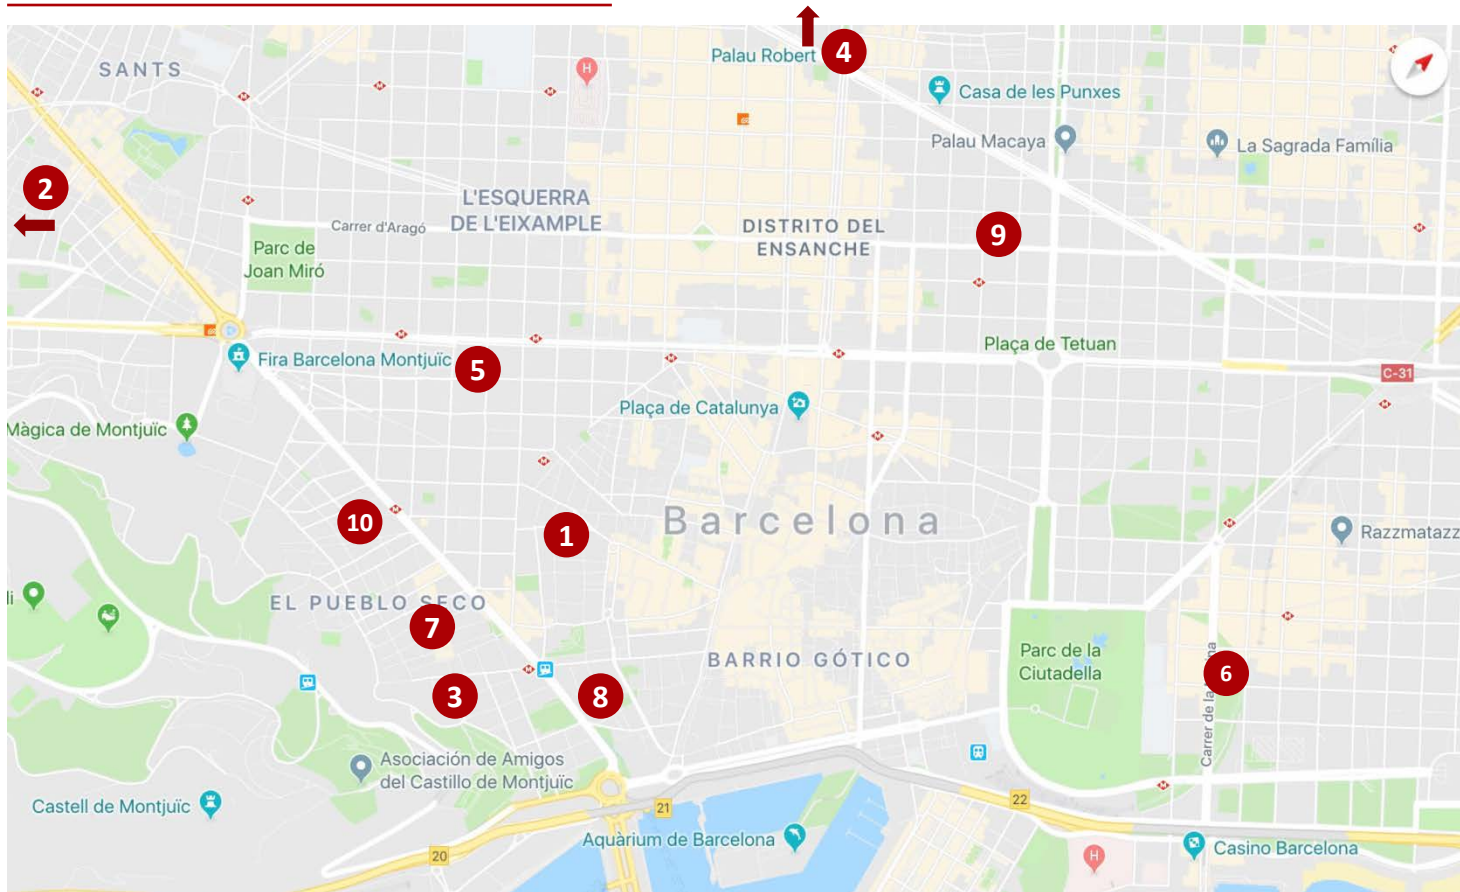 Palau Robert
4
SANTS
H
Casa de les Punxes
Palau Macaya
La Sagrada Família
2
L'ESQUERRA
DE L'EIXAMPLE
Carrer d'Aragó
DISTRITO DEL
ENSANCHE
9
Parc de
Joan Miró
Plaça de Tetuan
Fira Barcelona Montjuïc
5
C-31
Plaça de Catalunya
Màgica de Montjuïc
10
1
Barcelona
Razzmatazz
li
EL PUEBLO SECO
7
BARRIO GÓTICO
Parc de la
Ciutadella
6
Carrer de la
3
8
Asociación de Amigos
del Castillo de Montjuïc
Castell de Montjuïc
21
22
Aquàrium de Barcelona
20
H
Casino Barcelona